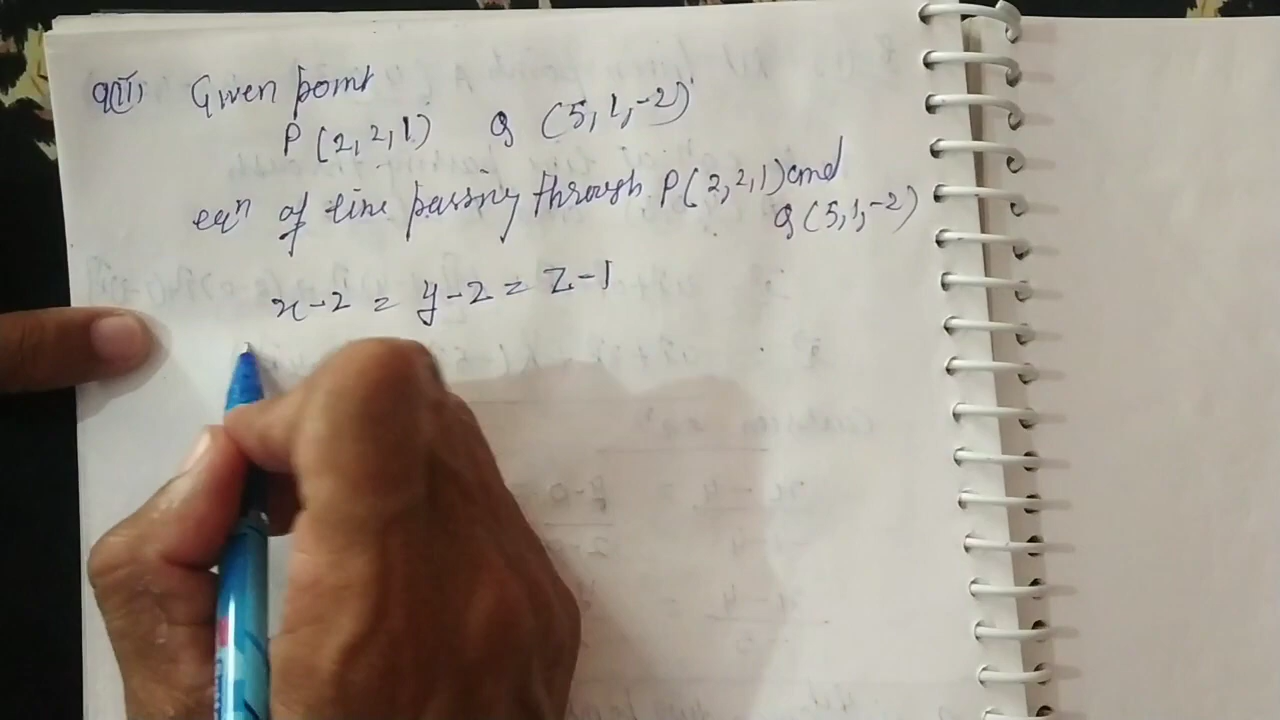 Given point
P (2, 2, 1) Q (5, 1, -2)
eqⁿ of line passing through P(2, 2, 1) and
Q (5, 1, -2)
x-2 = y-2 = z-1